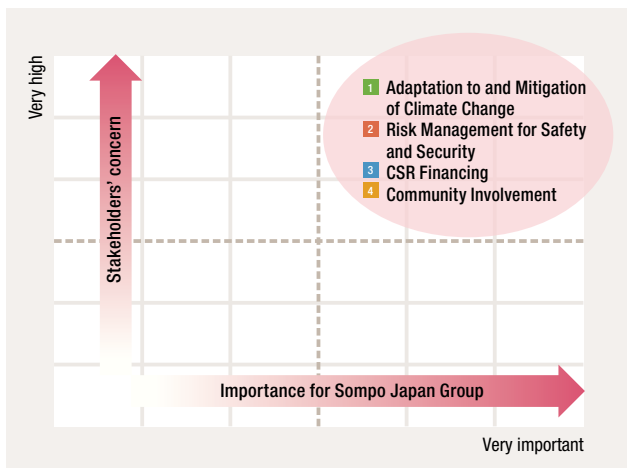 Very high
Stakeholders' concern
1 Adaptation to and Mitigation
of Climate Change
2 Risk Management for Safety
and Security
3 CSR Financing
4 Community Involvement
Importance for Sompo Japan Group
Very important